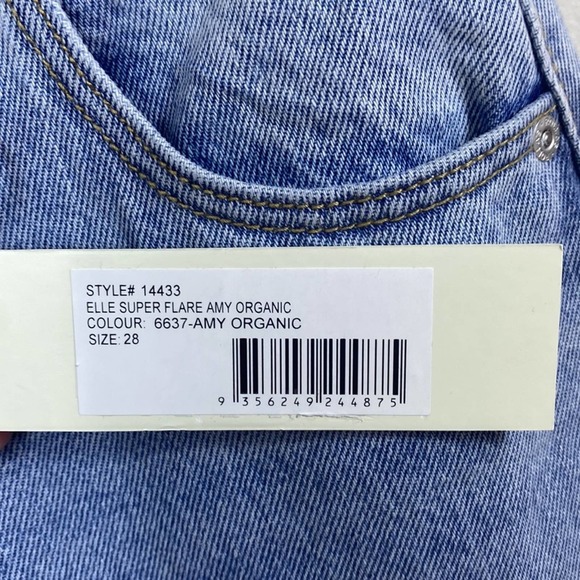 STYLE# 14433
ELLE SUPER FLARE AMY ORGANIC
COLOUR: 6637-AMY ORGANIC
SIZE: 28
9 356249 244875